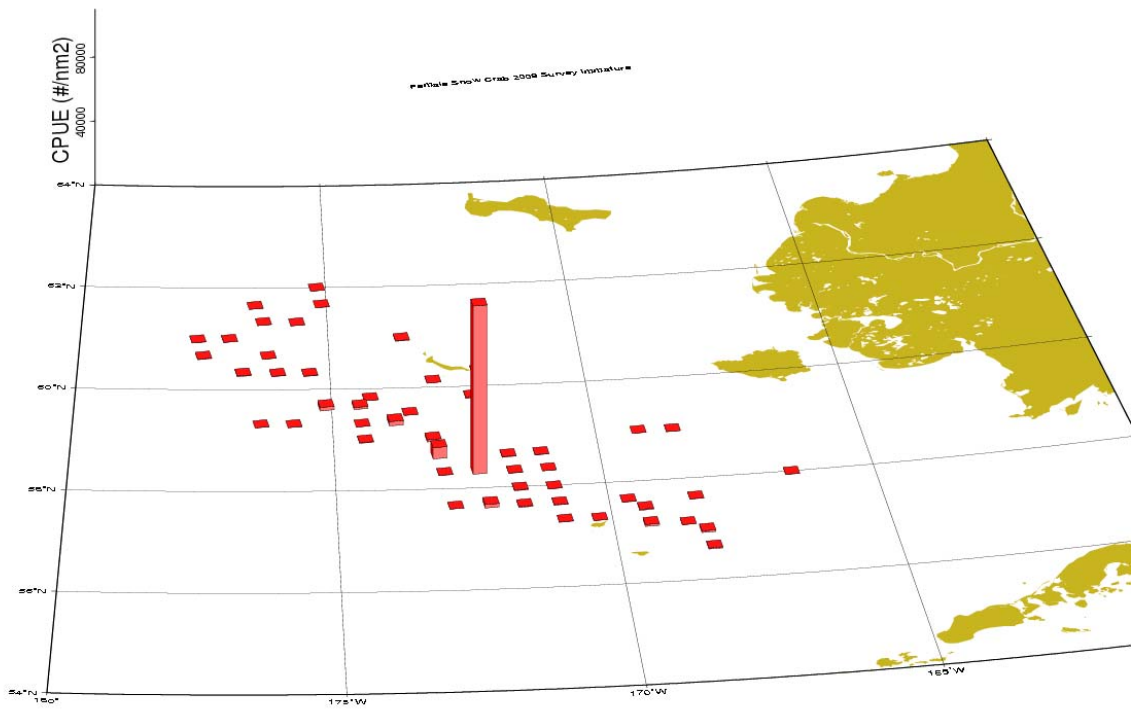 CPUE (#/nm2)
80000
40000
Female Snow Crab 2009 Survey Immature
64°N
62°N
60°N
58°N
56°N
54°N
180°
175°W
170°W
165°W